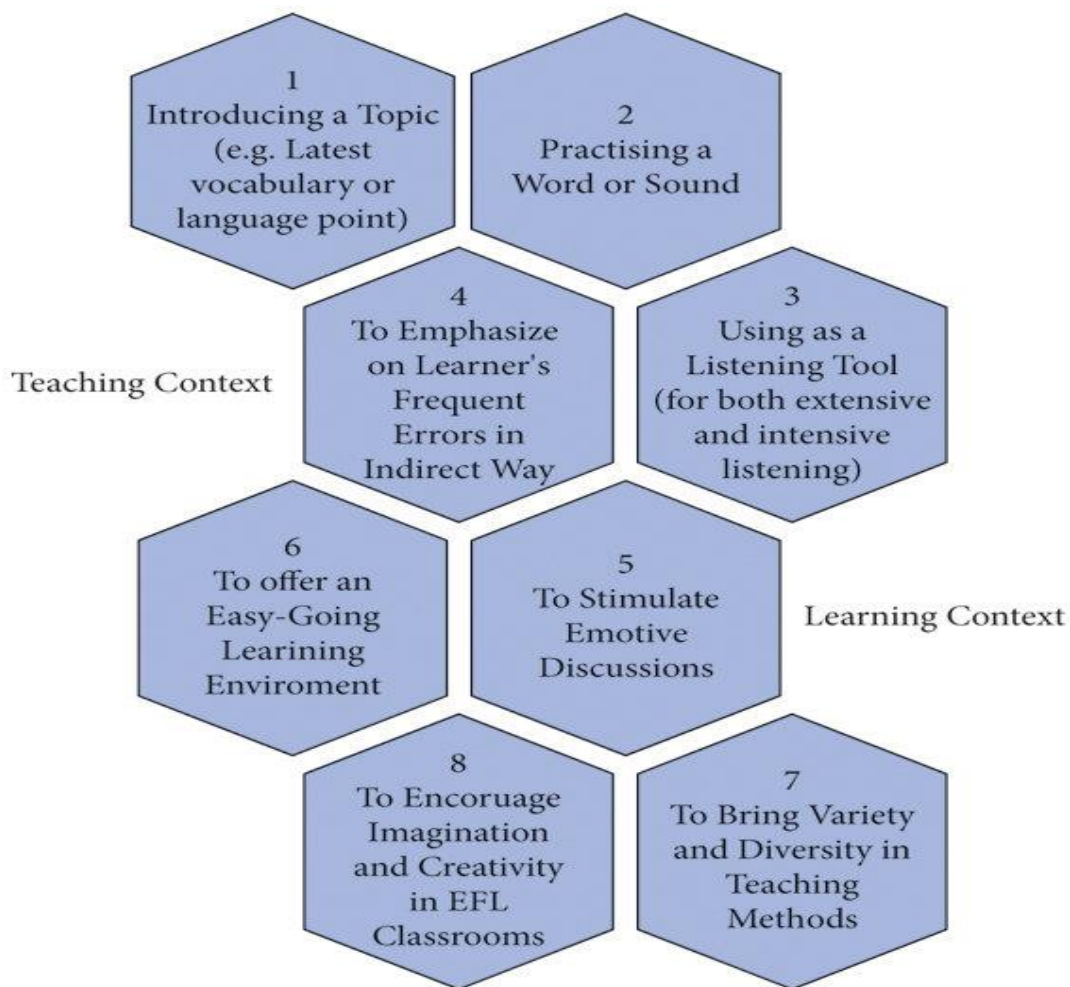 1
Introducing a Topic
(e.g. Latest
vocabulary or
language point)
2
Practising a
Word or Sound
3
Using as a
Listening Tool
(for both extensive
and intensive
listening)
4
To Emphasize
on Learner's
Frequent
Errors in
Indirect Way
Teaching Context
5
To Stimulate
Emotive
Discussions
6
To offer an
Easy-Going
Learining
Enviroment
Learning Context
7
To Bring Variety
and Diversity in
Teaching
Methods
8
To Encoruage
Imagination
and Creativity
in EFL
Classrooms